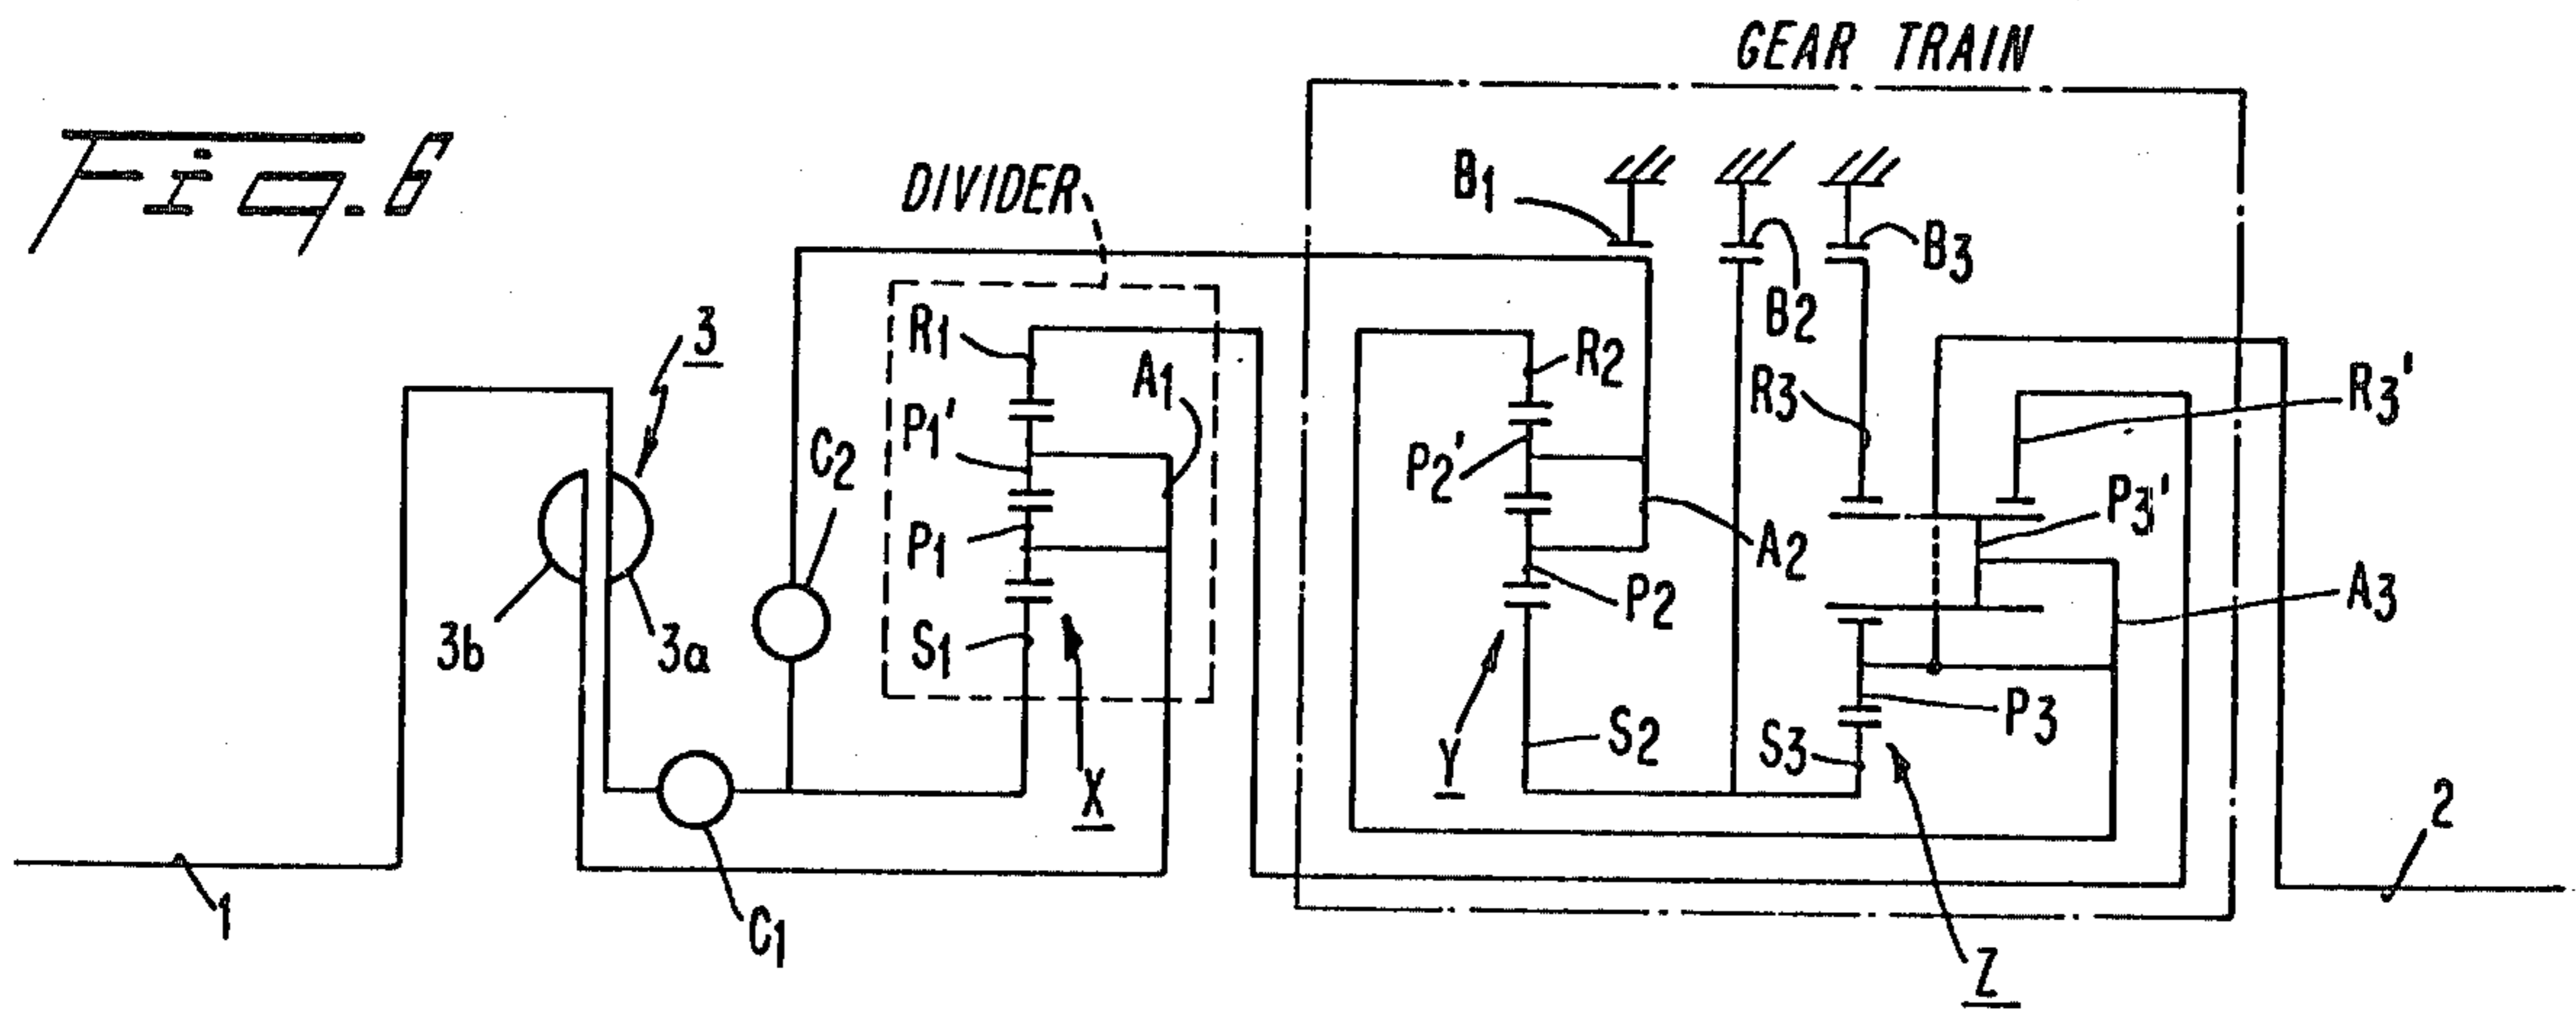 Fig. 6
GEAR TRAIN
DIVIDER
B1
B2
B3
3
R1
A1
P1'
C2
P1
S1
3b
3a
X
C1
1
R2
P2'
A2
P2
S2
Y
R3
R3'
P3'
A3
P3
S3
Z
2